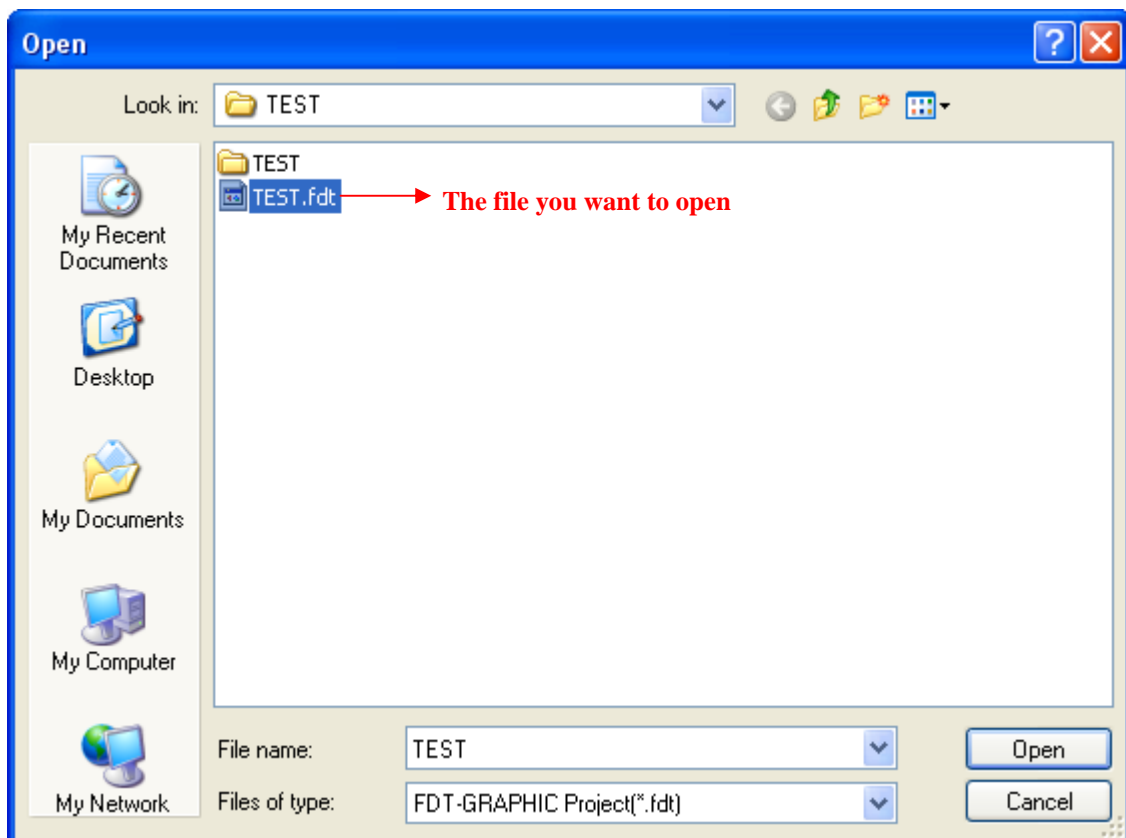 Open
Look in: TEST
TEST
TEST.fdt
The file you want to open
My Recent
Documents
Desktop
My Documents
My Computer
My Network
File name: TEST
Open
Files of type: FDT-GRAPHIC Project(*.fdt)
Cancel